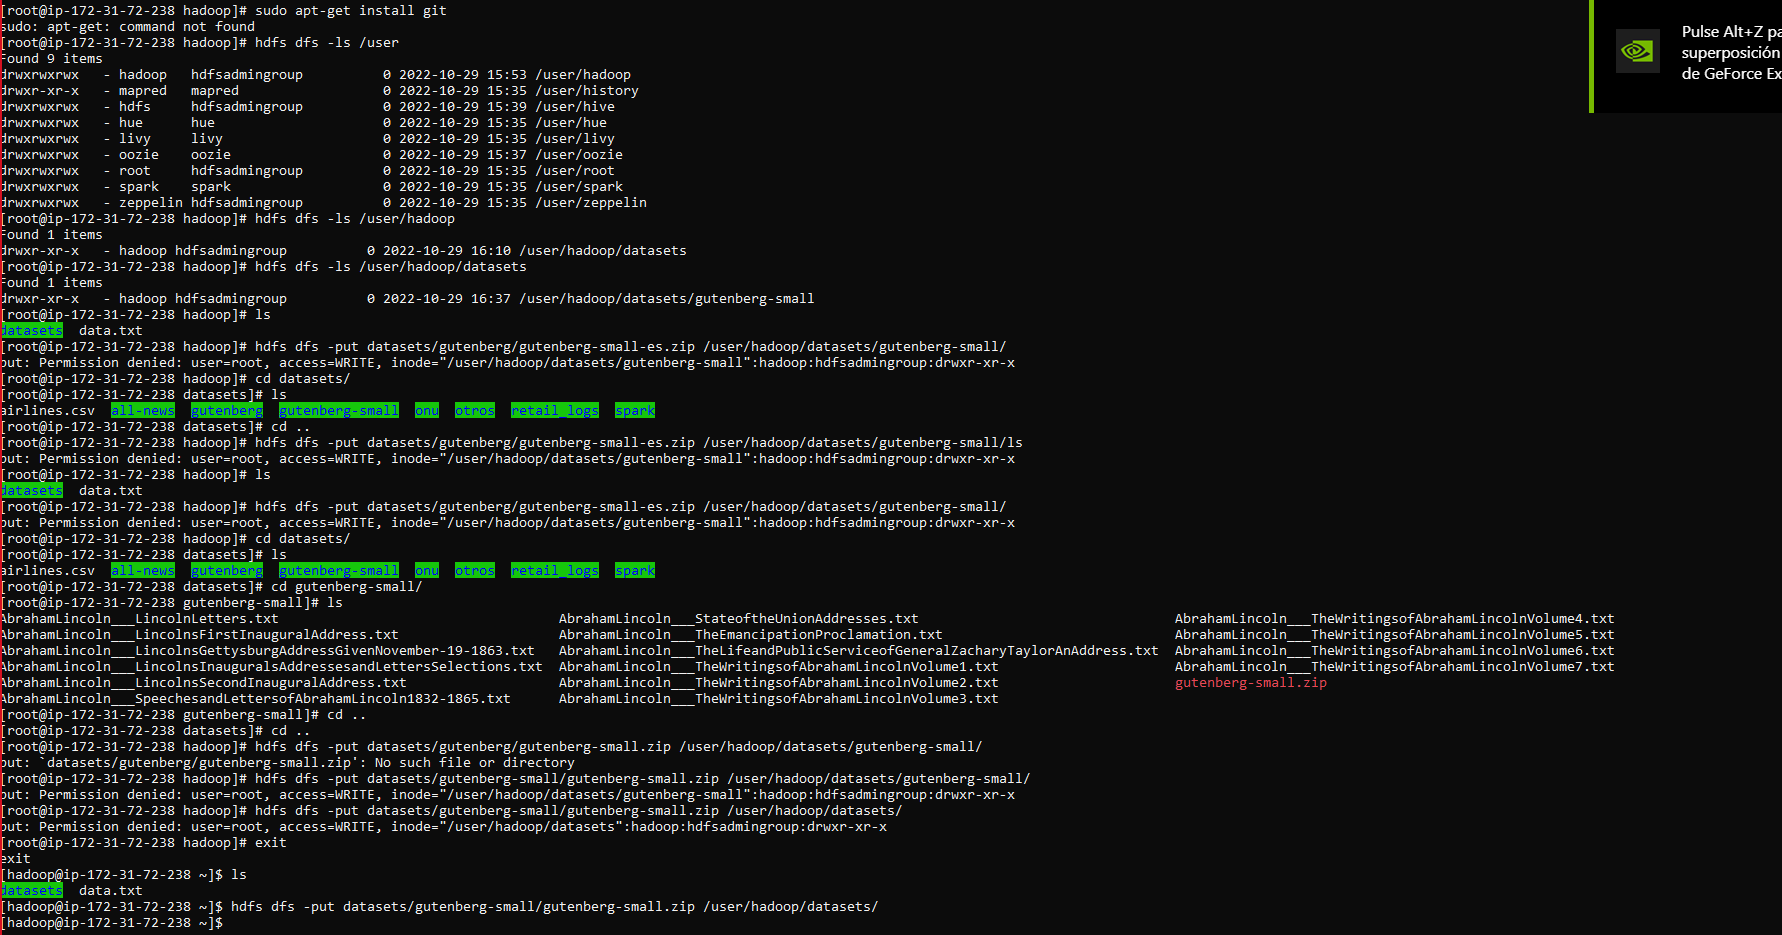 [root@ip-172-31-72-238 hadoop]# sudo apt-get install git
sudo: apt-get: command not found
[root@ip-172-31-72-238 hadoop]# hdfs dfs -ls /user
Found 9 items
drwxrwxrwx   - hadoop   hdfsadmingroup          0 2022-10-29 15:53 /user/hadoop
drwxr-xr-x   - mapred   mapred                  0 2022-10-29 15:35 /user/history
drwxrwxrwx   - hdfs     hdfsadmingroup          0 2022-10-29 15:39 /user/hive
drwxrwxrwx   - hue      hue                     0 2022-10-29 15:35 /user/hue
drwxrwxrwx   - livy     livy                    0 2022-10-29 15:35 /user/livy
drwxrwxrwx   - oozie    oozie                   0 2022-10-29 15:37 /user/oozie
drwxrwxrwx   - root     hdfsadmingroup          0 2022-10-29 15:35 /user/root
drwxrwxrwx   - spark    spark                   0 2022-10-29 15:35 /user/spark
drwxrwxrwx   - zeppelin hdfsadmingroup          0 2022-10-29 15:35 /user/zeppelin
[root@ip-172-31-72-238 hadoop]# hdfs dfs -ls /user/hadoop
Found 1 items
drwxr-xr-x   - hadoop hdfsadmingroup          0 2022-10-29 16:10 /user/hadoop/datasets
[root@ip-172-31-72-238 hadoop]# hdfs dfs -ls /user/hadoop/datasets
Found 1 items
drwxr-xr-x   - hadoop hdfsadmingroup          0 2022-10-29 16:37 /user/hadoop/datasets/gutenberg-small
[root@ip-172-31-72-238 hadoop]# ls
datasets  data.txt
[root@ip-172-31-72-238 hadoop]# hdfs dfs -put datasets/gutenberg/gutenberg-small-es.zip /user/hadoop/datasets/gutenberg-small/
put: Permission denied: user=root, access=WRITE, inode="/user/hadoop/datasets/gutenberg-small":hadoop:hdfsadmingroup:drwxr-xr-x
[root@ip-172-31-72-238 hadoop]# cd datasets/
[root@ip-172-31-72-238 datasets]# ls
airlines.csv  all-news  gutenberg  gutenberg-small  onu  otros  retail_logs  spark
[root@ip-172-31-72-238 datasets]# cd ..
[root@ip-172-31-72-238 hadoop]# hdfs dfs -put datasets/gutenberg/gutenberg-small-es.zip /user/hadoop/datasets/gutenberg-small/ls
put: Permission denied: user=root, access=WRITE, inode="/user/hadoop/datasets/gutenberg-small":hadoop:hdfsadmingroup:drwxr-xr-x
[root@ip-172-31-72-238 hadoop]# ls
datasets  data.txt
[root@ip-172-31-72-238 hadoop]# hdfs dfs -put datasets/gutenberg/gutenberg-small-es.zip /user/hadoop/datasets/gutenberg-small/
put: Permission denied: user=root, access=WRITE, inode="/user/hadoop/datasets/gutenberg-small":hadoop:hdfsadmingroup:drwxr-xr-x
[root@ip-172-31-72-238 hadoop]# cd datasets/
[root@ip-172-31-72-238 datasets]# ls
airlines.csv  all-news  gutenberg  gutenberg-small  onu  otros  retail_logs  spark
[root@ip-172-31-72-238 datasets]# cd gutenberg-small/
[root@ip-172-31-72-238 gutenberg-small]# ls
AbrahamLincoln___LincolnLetters.txt  AbrahamLincoln___StateoftheUnionAddresses.txt  AbrahamLincoln___TheWritingsofAbrahamLincolnVolume4.txt
AbrahamLincoln___LincolnsFirstInauguralAddress.txt  AbrahamLincoln___TheEmancipationProclamation.txt  AbrahamLincoln___TheWritingsofAbrahamLincolnVolume5.txt
AbrahamLincoln___LincolnsGettysburgAddressGivenNovember-19-1863.txt  AbrahamLincoln___TheLifeandPublicServiceofGeneralZacharyTaylorAnAddress.txt  AbrahamLincoln___TheWritingsofAbrahamLincolnVolume6.txt
AbrahamLincoln___LincolnsInauguralsAddressesandLettersSelections.txt  AbrahamLincoln___TheWritingsofAbrahamLincolnVolume1.txt  AbrahamLincoln___TheWritingsofAbrahamLincolnVolume7.txt
AbrahamLincoln___LincolnsSecondInauguralAddress.txt  AbrahamLincoln___TheWritingsofAbrahamLincolnVolume2.txt  gutenberg-small.zip
AbrahamLincoln___SpeechesandLettersofAbrahamLincoln1832-1865.txt  AbrahamLincoln___TheWritingsofAbrahamLincolnVolume3.txt
[root@ip-172-31-72-238 gutenberg-small]# cd ..
[root@ip-172-31-72-238 datasets]# cd ..
[root@ip-172-31-72-238 hadoop]# hdfs dfs -put datasets/gutenberg/gutenberg-small.zip /user/hadoop/datasets/gutenberg-small/
put: `datasets/gutenberg/gutenberg-small.zip': No such file or directory
[root@ip-172-31-72-238 hadoop]# hdfs dfs -put datasets/gutenberg-small/gutenberg-small.zip /user/hadoop/datasets/gutenberg-small/
put: Permission denied: user=root, access=WRITE, inode="/user/hadoop/datasets/gutenberg-small":hadoop:hdfsadmingroup:drwxr-xr-x
[root@ip-172-31-72-238 hadoop]# hdfs dfs -put datasets/gutenberg-small/gutenberg-small.zip /user/hadoop/datasets/
put: Permission denied: user=root, access=WRITE, inode="/user/hadoop/datasets":hadoop:hdfsadmingroup:drwxr-xr-x
[root@ip-172-31-72-238 hadoop]# exit
exit
[hadoop@ip-172-31-72-238 ~]$ ls
datasets  data.txt
[hadoop@ip-172-31-72-238 ~]$ hdfs dfs -put datasets/gutenberg-small/gutenberg-small.zip /user/hadoop/datasets/
[hadoop@ip-172-31-72-238 ~]$
Pulse Alt+Z pa
superposición
de GeForce Ex